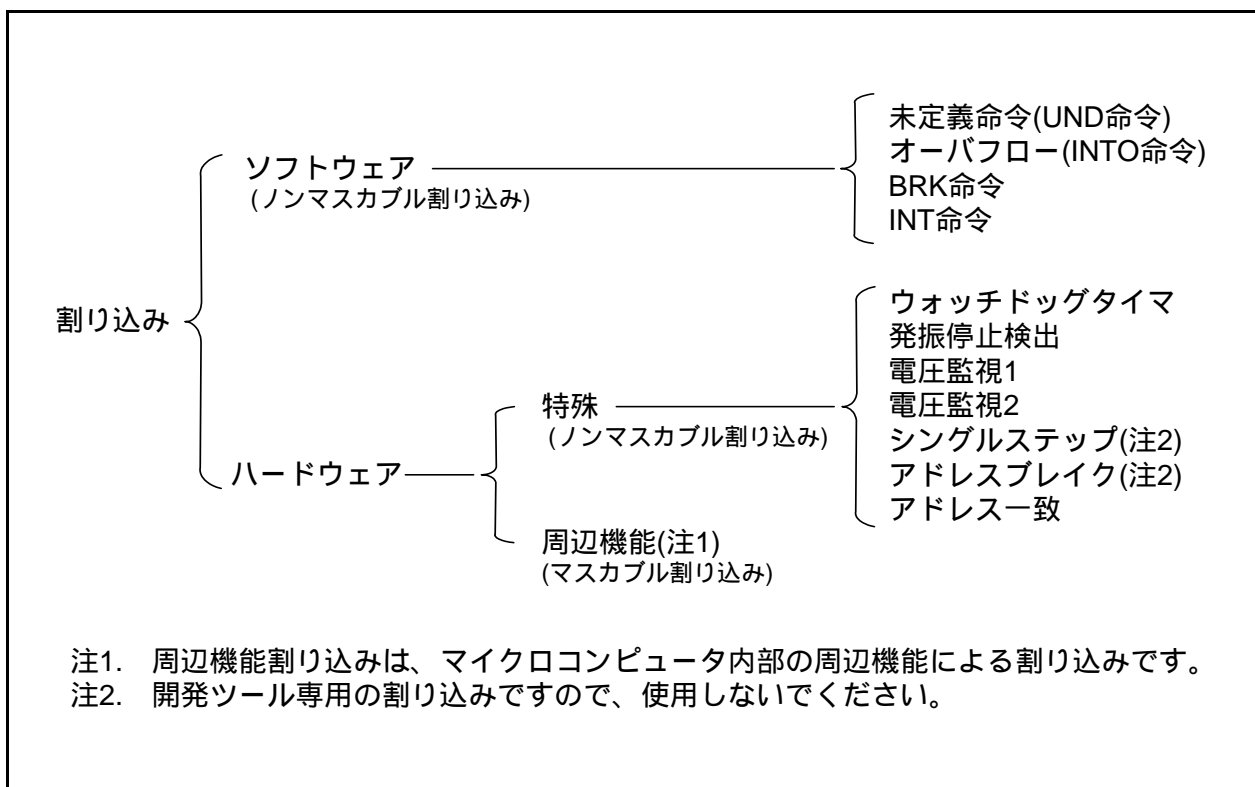 未定義命令(UND命令)
オーバフロー(INTO命令)
BRK命令
INT命令
ソフトウェア
(ノンマスカブル割り込み)
割り込み
ウォッチドッグタイマ
発振停止検出
電圧監視1
電圧監視2
シングルステップ(注2)
アドレスブレイク(注2)
アドレス一致
特殊
(ノンマスカブル割り込み)
ハードウェア
周辺機能(注1)
(マスカブル割り込み)
注1. 周辺機能割り込みは、マイクロコンピュータ内部の周辺機能による割り込みです。
注2. 開発ツール専用の割り込みですので、使用しないでください。